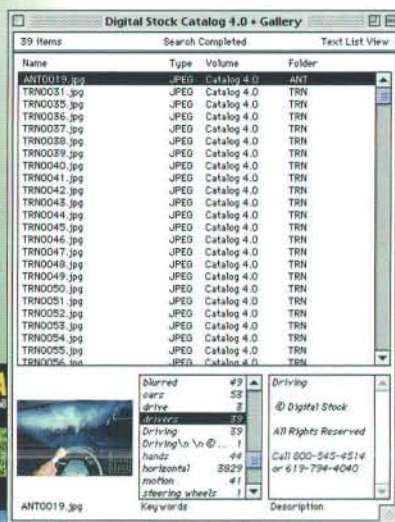 Digital Stock Catalog 4.0 • Gallery
39 Items Search Completed Text List View
Name Type Volume Folder
ANT0019.jpg JPEG Catalog 4.0 ANT
TRN0031.jpg JPEG Catalog 4.0 TRN
TRN0035.jpg JPEG Catalog 4.0 TRN
TRN0036.jpg JPEG Catalog 4.0 TRN
TRN0037.jpg JPEG Catalog 4.0 TRN
TRN0038.jpg JPEG Catalog 4.0 TRN
TRN0039.jpg JPEG Catalog 4.0 TRN
TRN0040.jpg JPEG Catalog 4.0 TRN
TRN0041.jpg JPEG Catalog 4.0 TRN
TRN0042.jpg JPEG Catalog 4.0 TRN
TRN0043.jpg JPEG Catalog 4.0 TRN
TRN0044.jpg JPEG Catalog 4.0 TRN
TRN0045.jpg JPEG Catalog 4.0 TRN
TRN0046.jpg JPEG Catalog 4.0 TRN
TRN0047.jpg JPEG Catalog 4.0 TRN
TRN0048.jpg JPEG Catalog 4.0 TRN
TRN0049.jpg JPEG Catalog 4.0 TRN
TRN0050.jpg JPEG Catalog 4.0 TRN
TRN0051.jpg JPEG Catalog 4.0 TRN
TRN0052.jpg JPEG Catalog 4.0 TRN
TRN0053.jpg JPEG Catalog 4.0 TRN
TRN0054.jpg JPEG Catalog 4.0 TRN
TRN0055.jpg JPEG Catalog 4.0 TRN
TRN0056.jpg JPEG Catalog 4.0 TRN
blurred 49
cars 53
drive 3
drivers 39
Driving 39
Driving\n \n © ... 1
hands 44
horizontal 3829
motion 41
steering wheels 1
Driving
© Digital Stock
All Rights Reserved
Call 800-545-4514
or 619-794-4040
ANT0019.jpg Keywords Description